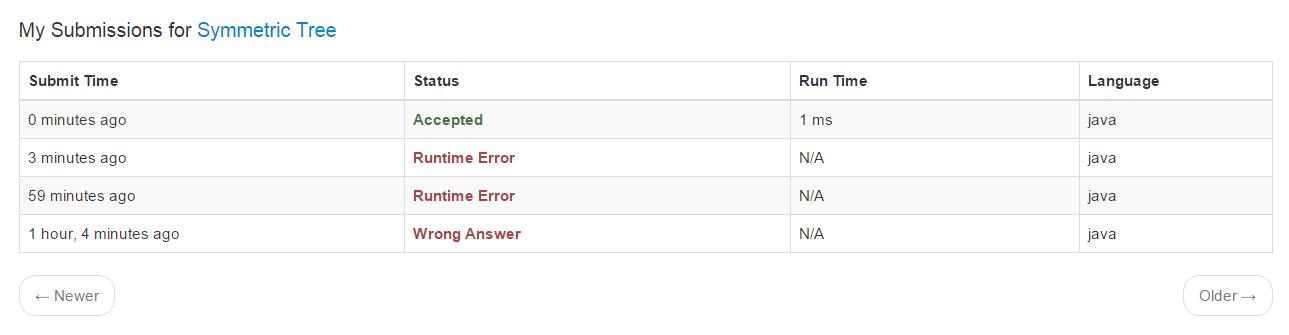 My Submissions for Symmetric Tree
Submit Time Status Run Time Language
0 minutes ago Accepted 1 ms java
3 minutes ago Runtime Error N/A java
59 minutes ago Runtime Error N/A java
1 hour, 4 minutes ago Wrong Answer N/A java
← Newer Older →